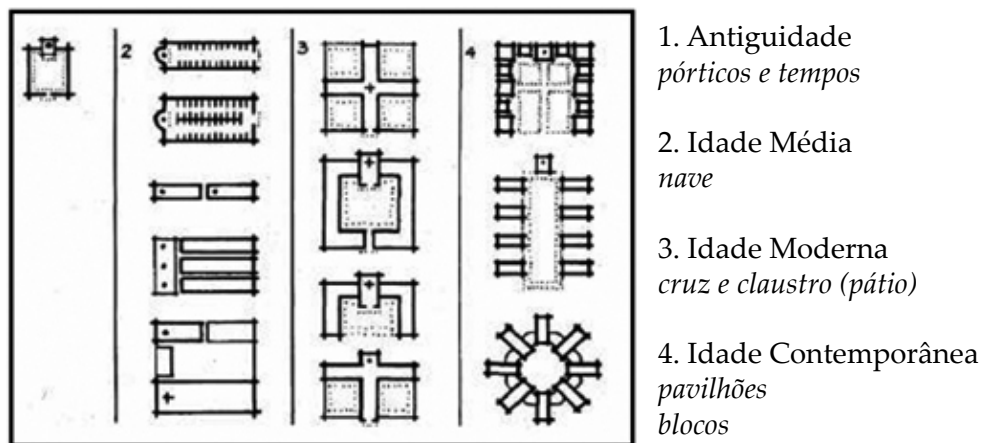 2
3
4
1. Antiguidade
pórticos e tempos
2. Idade Média
nave
3. Idade Moderna
cruz e claustro (pátio)
4. Idade Contemporânea
pavilhões
blocos